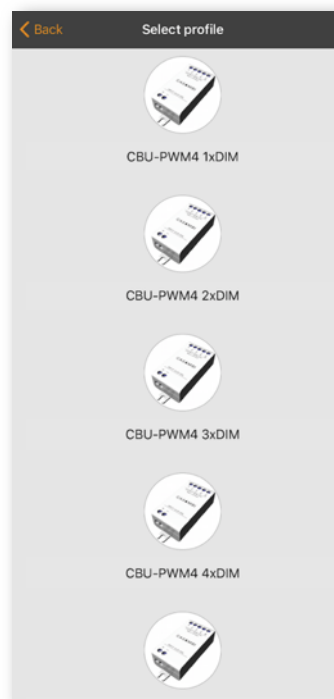 Back
Select profile
CBU-PWM4 1xDIM
CBU-PWM4 2xDIM
CBU-PWM4 3xDIM
CBU-PWM4 4xDIM